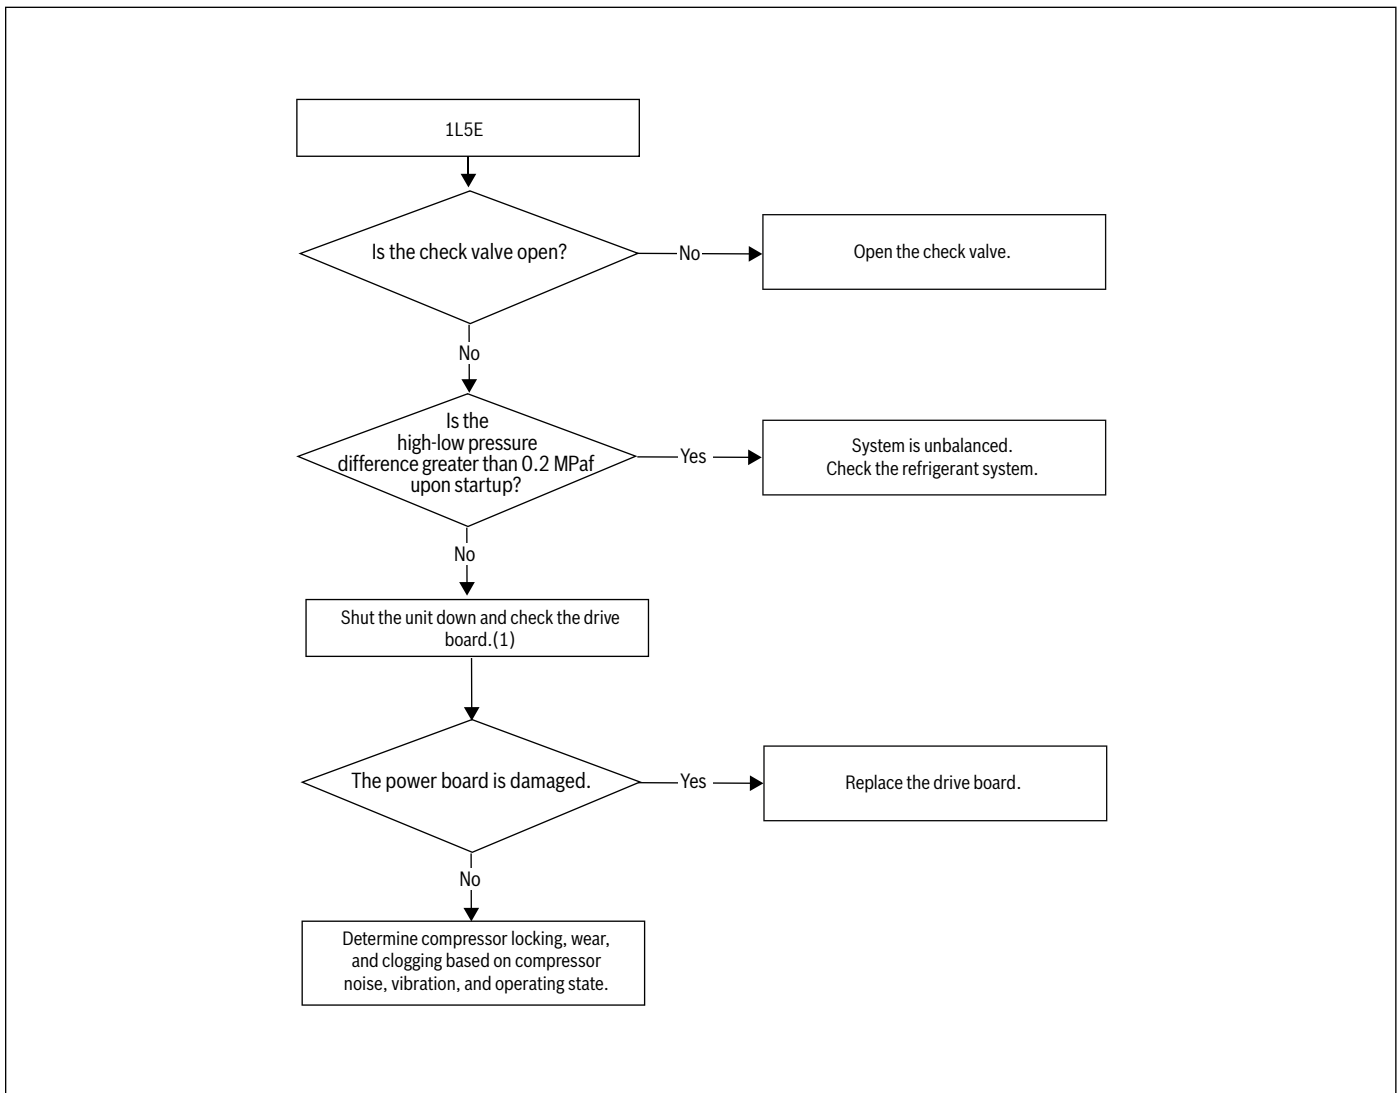 1L5E
Is the check valve open?
No
Open the check valve.
No
Is the
high-low pressure
difference greater than 0.2 MPaf
upon startup?
Yes
System is unbalanced.
Check the refrigerant system.
No
Shut the unit down and check the drive
board.(1)
The power board is damaged.
Yes
Replace the drive board.
No
Determine compressor locking, wear,
and clogging based on compressor
noise, vibration, and operating state.